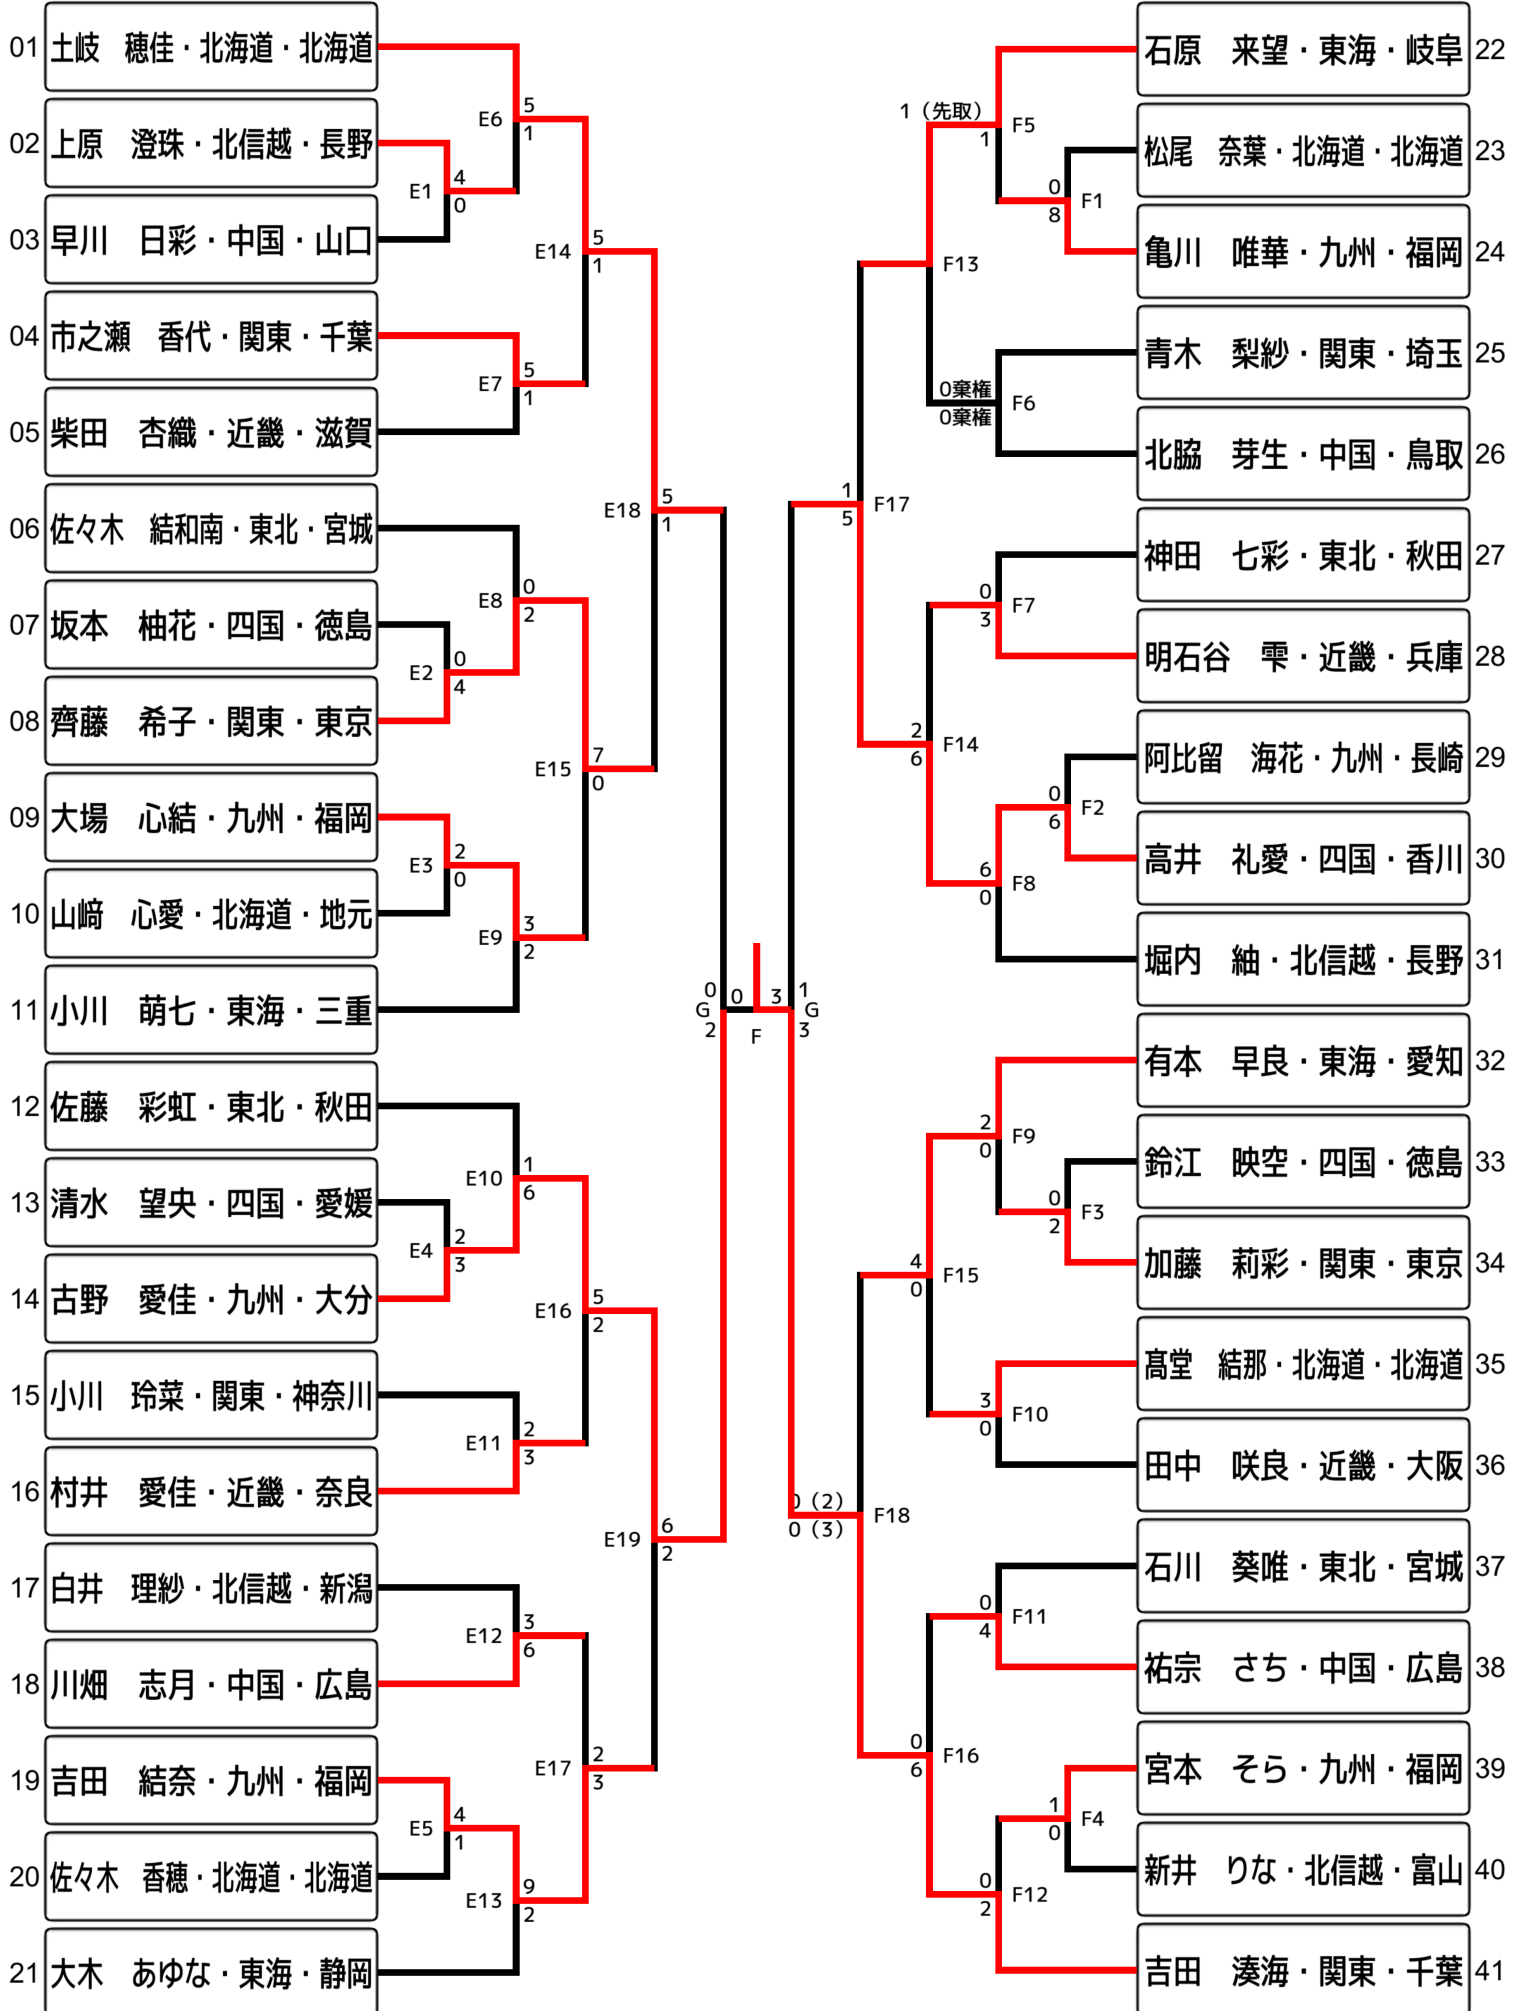 01 土岐 穂佳・北海道・北海道
02 上原 澄珠・北信越・長野
03 早川 日彩・中国・山口
04 市之瀬 香代・関東・千葉
05 柴田 杏織・近畿・滋賀
06 佐々木 結和南・東北・宮城
07 坂本 柚花・四国・徳島
08 齊藤 希子・関東・東京
09 大場 心結・九州・福岡
10 山﨑 心愛・北海道・地元
11 小川 萌七・東海・三重
12 佐藤 彩虹・東北・秋田
13 清水 望央・四国・愛媛
14 古野 愛佳・九州・大分
15 小川 玲菜・関東・神奈川
16 村井 愛佳・近畿・奈良
17 白井 理紗・北信越・新潟
18 川畑 志月・中国・広島
19 吉田 結奈・九州・福岡
20 佐々木 香穂・北海道・北海道
21 大木 あゆな・東海・静岡
E1 4 0
E2 0 4
E3 2 0
E4 2 3
E5 4 1
E6 5 1
E7 5 1
E8 0 2
E9 3 2
E10 1 6
E11 2 3
E12 3 6
E13 9 2
E14 5 1
E15 7 0
E16 5 2
E17 2 3
E18 5 1
E19 6 2
0 G 2
0 F 3
1 G 3
石原 来望・東海・岐阜 22
松尾 奈葉・北海道・北海道 23
亀川 唯華・九州・福岡 24
青木 梨紗・関東・埼玉 25
北脇 芽生・中国・鳥取 26
神田 七彩・東北・秋田 27
明石谷 雫・近畿・兵庫 28
阿比留 海花・九州・長崎 29
高井 礼愛・四国・香川 30
堀内 紬・北信越・長野 31
有本 早良・東海・愛知 32
鈴江 映空・四国・徳島 33
加藤 莉彩・関東・東京 34
髙堂 結那・北海道・北海道 35
田中 咲良・近畿・大阪 36
石川 葵唯・東北・宮城 37
祐宗 さち・中国・広島 38
宮本 そら・九州・福岡 39
新井 りな・北信越・富山 40
吉田 湊海・関東・千葉 41
0 8 F1
0 6 F2
0 2 F3
1 0 F4
1（先取） 1 F5
0棄権 0棄権 F6
0 3 F7
6 0 F8
2 0 F9
3 0 F10
0 4 F11
0 2 F12
F13
2 6 F14
4 0 F15
0 6 F16
1 5 F17
0（2） 0（3） F18